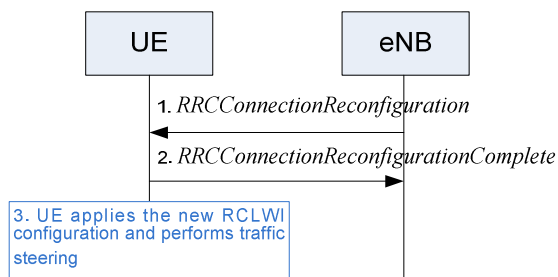 UE
eNB
1. RRCConnectionReconfiguration
2. RRCConnectionReconfigurationComplete
3. UE applies the new RCLWI
configuration and performs traffic
steering